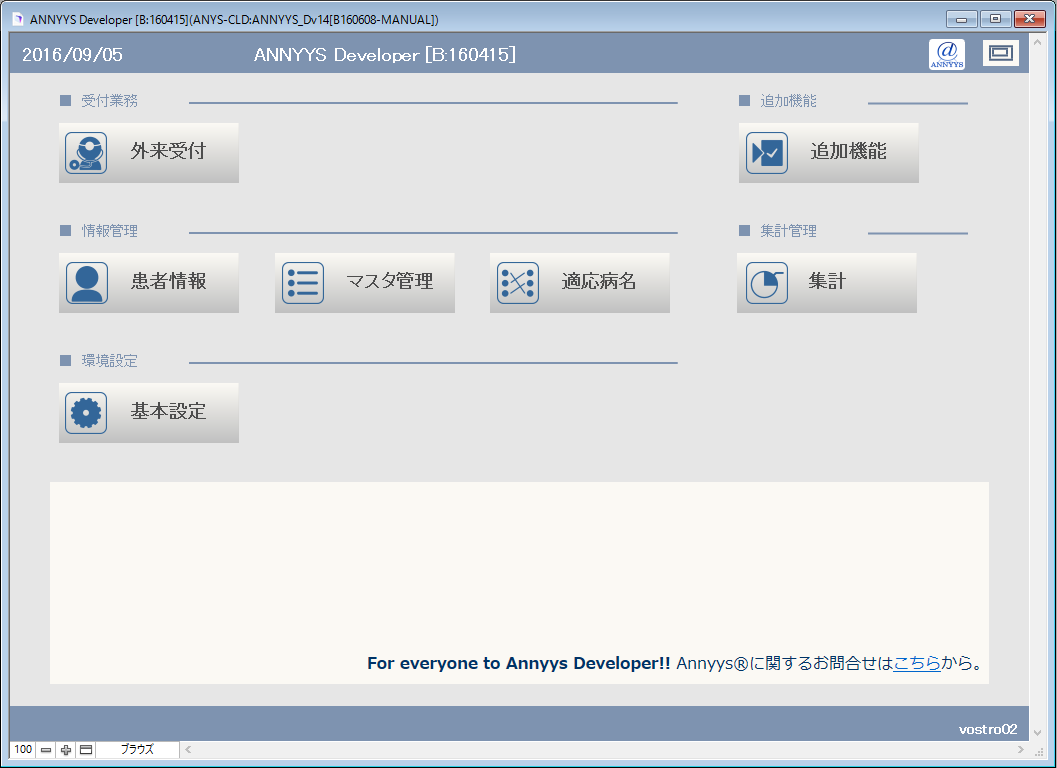 ANNYYS Developer [B:160415](ANYS-CLD:ANNYYS_Dv14[B160608-MANUAL])
2016/09/05 ANNYYS Developer [B:160415]
@ ANNYYS
受付業務 追加機能
外来受付 追加機能
情報管理 集計管理
患者情報 マスタ管理 適応病名 集計
環境設定
基本設定
For everyone to Annyys Developer!! Annyys®に関するお問合せはこちらから。
vostro02
100 ブラウズ